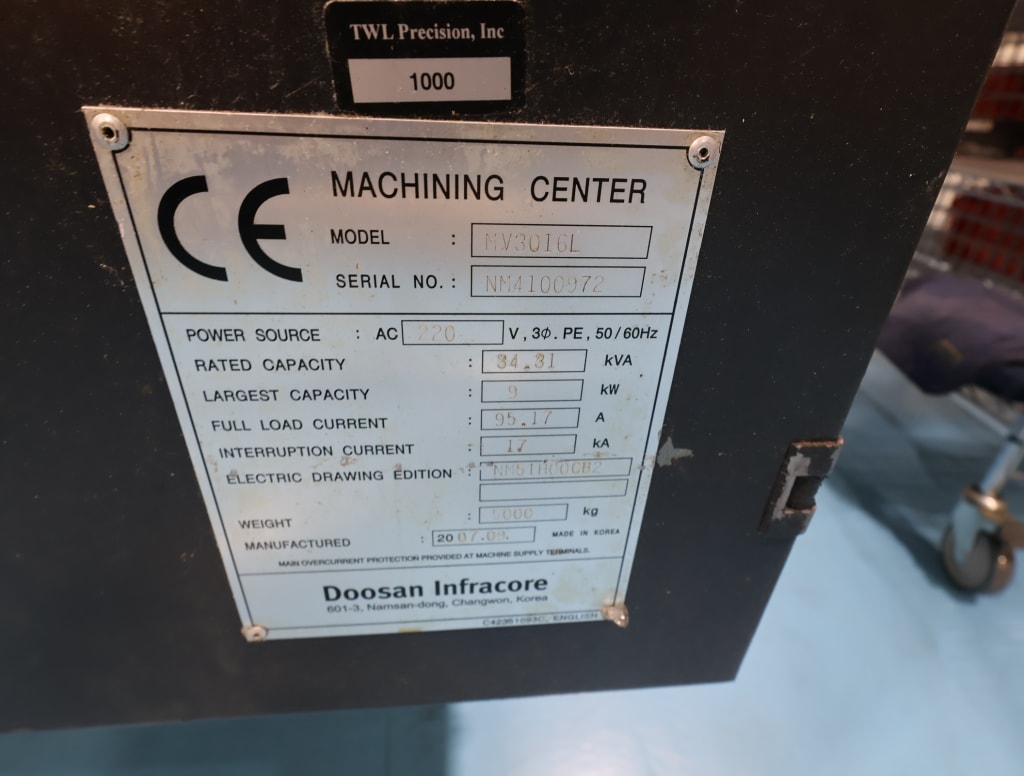 TWL Precision, Inc
1000
CE MACHINING CENTER
MODEL : MV3016L
SERIAL NO. : NM4100972
POWER SOURCE : AC 220 V, 3Φ. PE, 50/60Hz
RATED CAPACITY : 34.31 kVA
LARGEST CAPACITY : 9 kW
FULL LOAD CURRENT : 95.17 A
INTERRUPTION CURRENT : 17 kA
ELECTRIC DRAWING EDITION :
WEIGHT : kg
MANUFACTURED : 2007.09. MADE IN KOREA
MAIN OVERCURRENT PROTECTION PROVIDED AT MACHINE SUPPLY TERMINALS.
Doosan Infracore
601-3, Namsan-dong, Changwon, Korea
C42351093C, ENGLISH